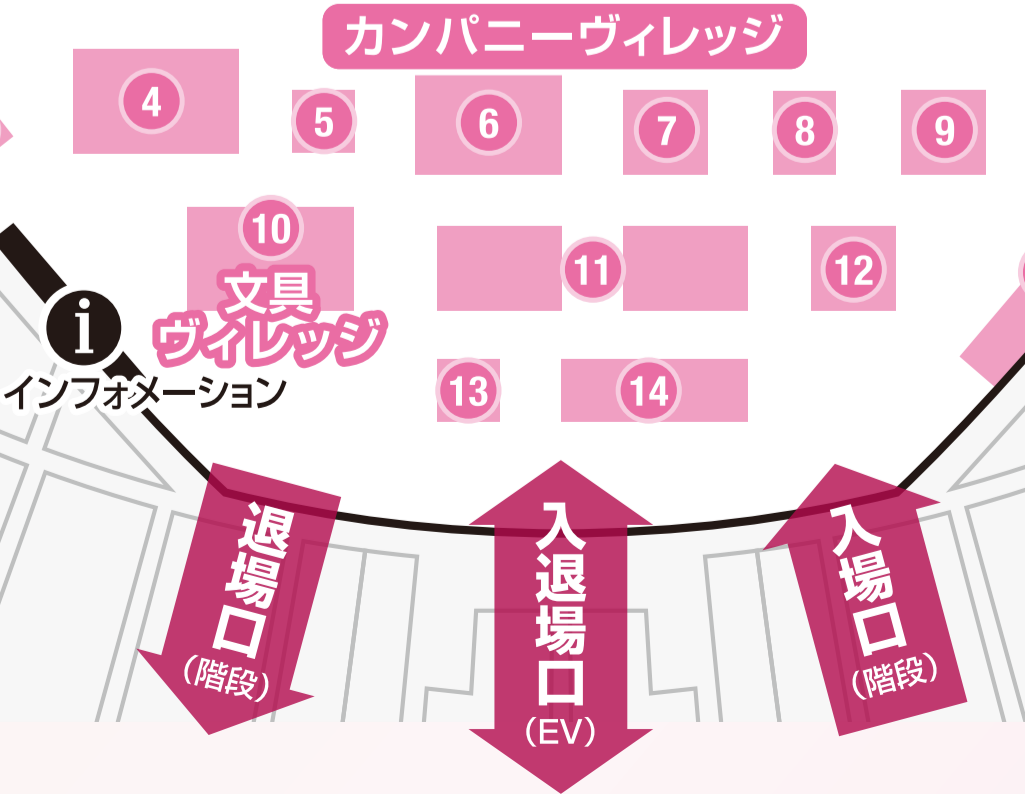 カンパニーヴィレッジ
4
5
6
7
8
9
10
文具
ヴィレッジ
11
12
i
インフォメーション
13
14
退場口
(階段)
入退場口
(EV)
入場口
(階段)